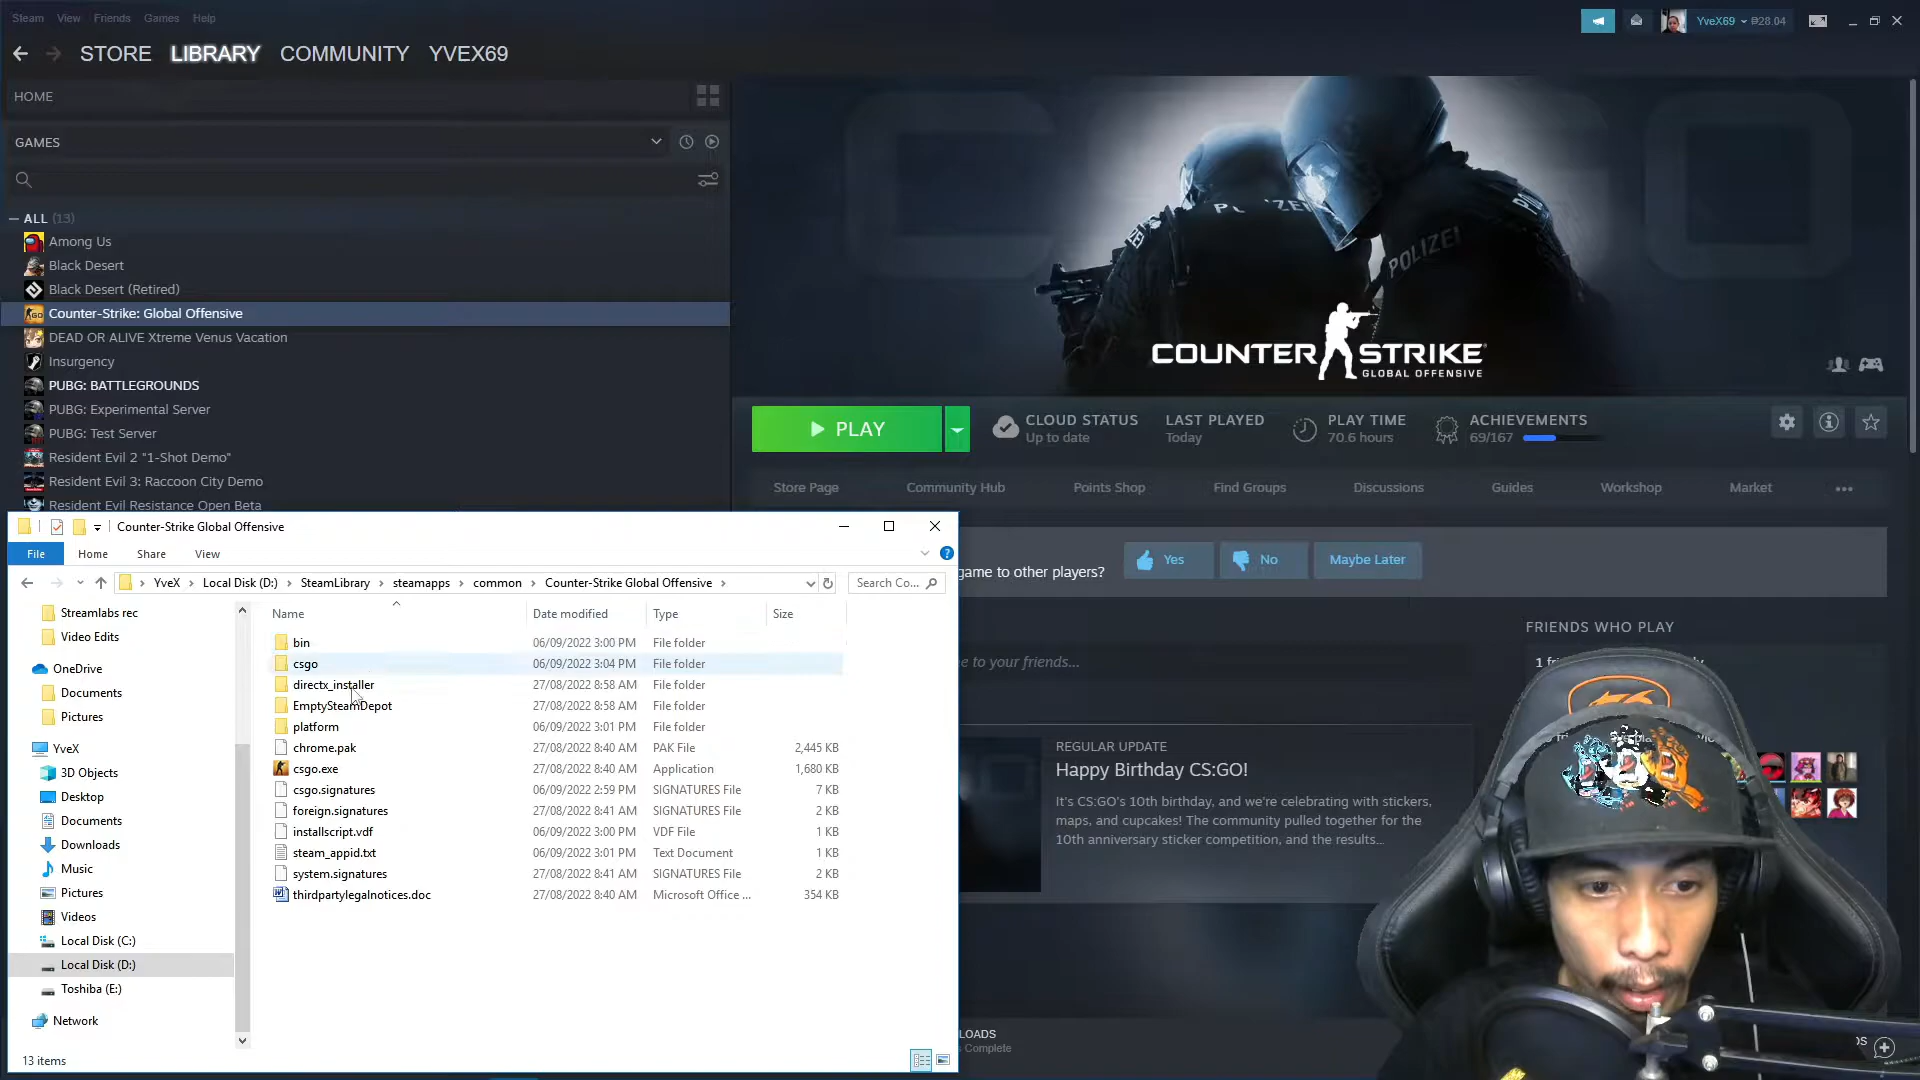 Steam View Friends Games Help
YveX69 ₱28.04
STORE LIBRARY COMMUNITY YVEX69
HOME
GAMES
ALL (13)
Among Us
Black Desert
Black Desert (Retired)
Counter-Strike: Global Offensive
DEAD OR ALIVE Xtreme Venus Vacation
Insurgency
PUBG: BATTLEGROUNDS
PUBG: Experimental Server
PUBG: Test Server
Resident Evil 2 "1-Shot Demo"
Resident Evil 3: Raccoon City Demo
Resident Evil Resistance Open Beta
POLIZEI
COUNTER STRIKE
GLOBAL OFFENSIVE
PLAY
CLOUD STATUS
Up to date
LAST PLAYED
Today
PLAY TIME
70.6 hours
ACHIEVEMENTS
69/167
Store Page Community Hub Points Shop Find Groups Discussions Guides Workshop Market
game to other players? Yes No Maybe Later
FRIENDS WHO PLAY
to your friends...
REGULAR UPDATE
Happy Birthday CS:GO!
It's CS:GO's 10th birthday, and we're celebrating with stickers,
maps, and cupcakes! The community pulled together for the
10th anniversary sticker competition, and the results...
LOADS
Complete
Counter-Strike Global Offensive
File Home Share View
YveX Local Disk (D:) SteamLibrary steamapps common Counter-Strike Global Offensive
Search Co...
Streamlabs rec
Video Edits
OneDrive
Documents
Pictures
YveX
3D Objects
Desktop
Documents
Downloads
Music
Pictures
Videos
Local Disk (C:)
Local Disk (D:)
Toshiba (E:)
Network
Name Date modified Type Size
bin 06/09/2022 3:00 PM File folder
csgo 06/09/2022 3:04 PM File folder
directx_installer 27/08/2022 8:58 AM File folder
EmptySteamDepot 27/08/2022 8:58 AM File folder
platform 06/09/2022 3:01 PM File folder
chrome.pak 27/08/2022 8:40 AM PAK File 2,445 KB
csgo.exe 27/08/2022 8:40 AM Application 1,680 KB
csgo.signatures 06/09/2022 2:59 PM SIGNATURES File 7 KB
foreign.signatures 27/08/2022 8:41 AM SIGNATURES File 2 KB
installscript.vdf 06/09/2022 3:00 PM VDF File 1 KB
steam_appid.txt 06/09/2022 3:01 PM Text Document 1 KB
system.signatures 27/08/2022 8:41 AM SIGNATURES File 2 KB
thirdpartylegalnotices.doc 27/08/2022 8:40 AM Microsoft Office ... 354 KB
13 items